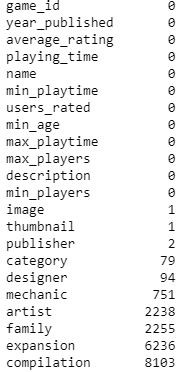 game_id 0
year_published 0
average_rating 0
playing_time 0
name 0
min_playtime 0
users_rated 0
min_age 0
max_playtime 0
max_players 0
description 0
min_players 0
image 1
thumbnail 1
publisher 2
category 79
designer 94
mechanic 751
artist 2238
family 2255
expansion 6236
compilation 8103